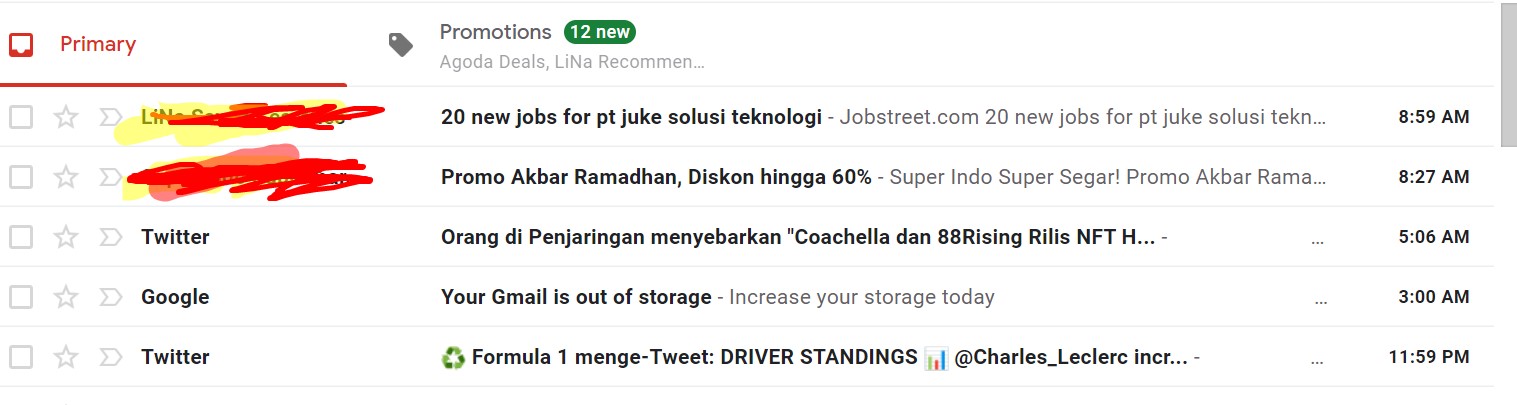 Primary
Promotions 12 new
Agoda Deals, LiNa Recommen...
20 new jobs for pt juke solusi teknologi - Jobstreet.com 20 new jobs for pt juke solusi tekn... 8:59 AM
Promo Akbar Ramadhan, Diskon hingga 60% - Super Indo Super Segar! Promo Akbar Rama... 8:27 AM
Twitter Orang di Penjaringan menyebarkan "Coachella dan 88Rising Rilis NFT H... - ... 5:06 AM
Google Your Gmail is out of storage - Increase your storage today ... 3:00 AM
Twitter ♻️ Formula 1 menge-Tweet: DRIVER STANDINGS 📊 @Charles_Leclerc incr... - ... 11:59 PM